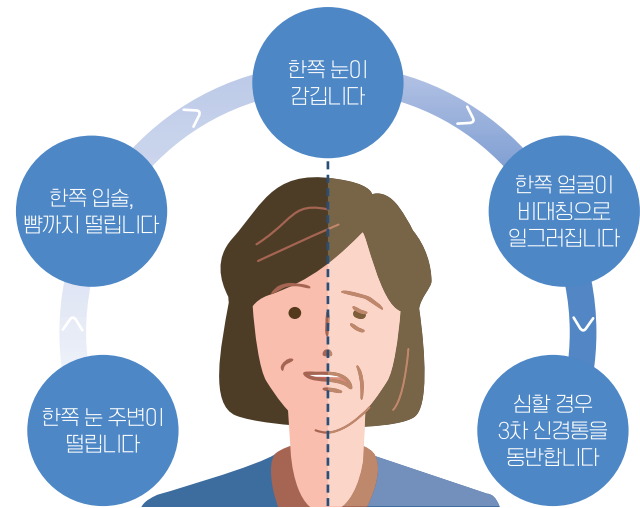 한쪽 눈 주변이
떨립니다
한쪽 입술,
뺨까지 떨립니다
한쪽 눈이
감깁니다
한쪽 얼굴이
비대칭으로
일그러집니다
심할 경우
3차 신경통을
동반합니다